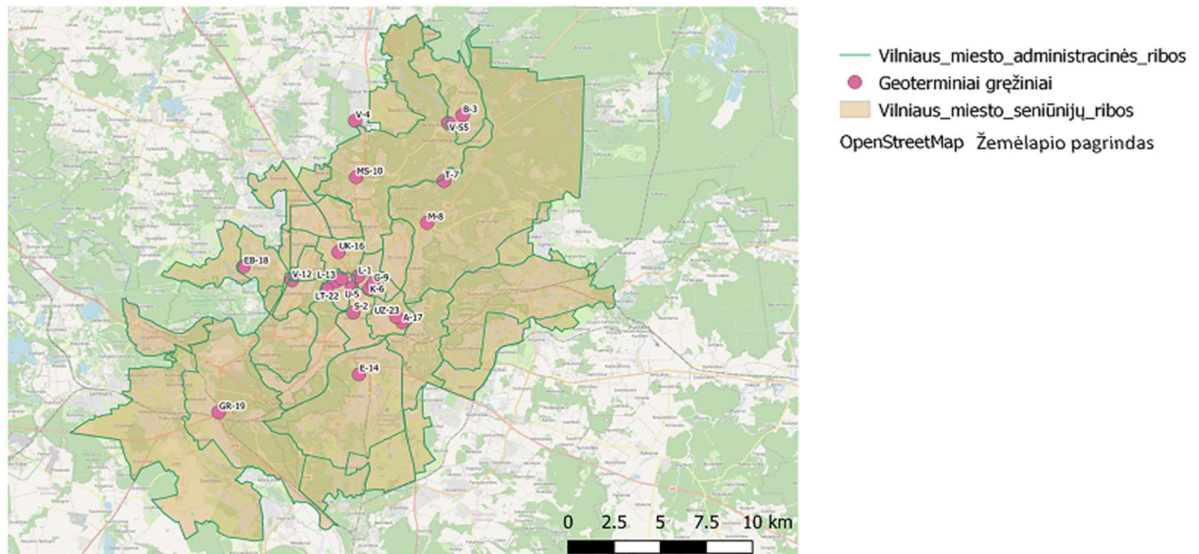 Vilniaus_miesto_administracinės_ribos
Geoterminiai gręžiniai
Vilniaus_miesto_seniūnijų_ribos
OpenStreetMap Žemėlapio pagrindas
V-4
B-3
V-55
MS-10
T-7
M-8
UK-16
EB-18
V-12
L-13
L-1
G-9
K-6
LT-22
U-5
S-2
UZ-23
A-17
E-14
GR-19
0 2.5 5 7.5 10 km